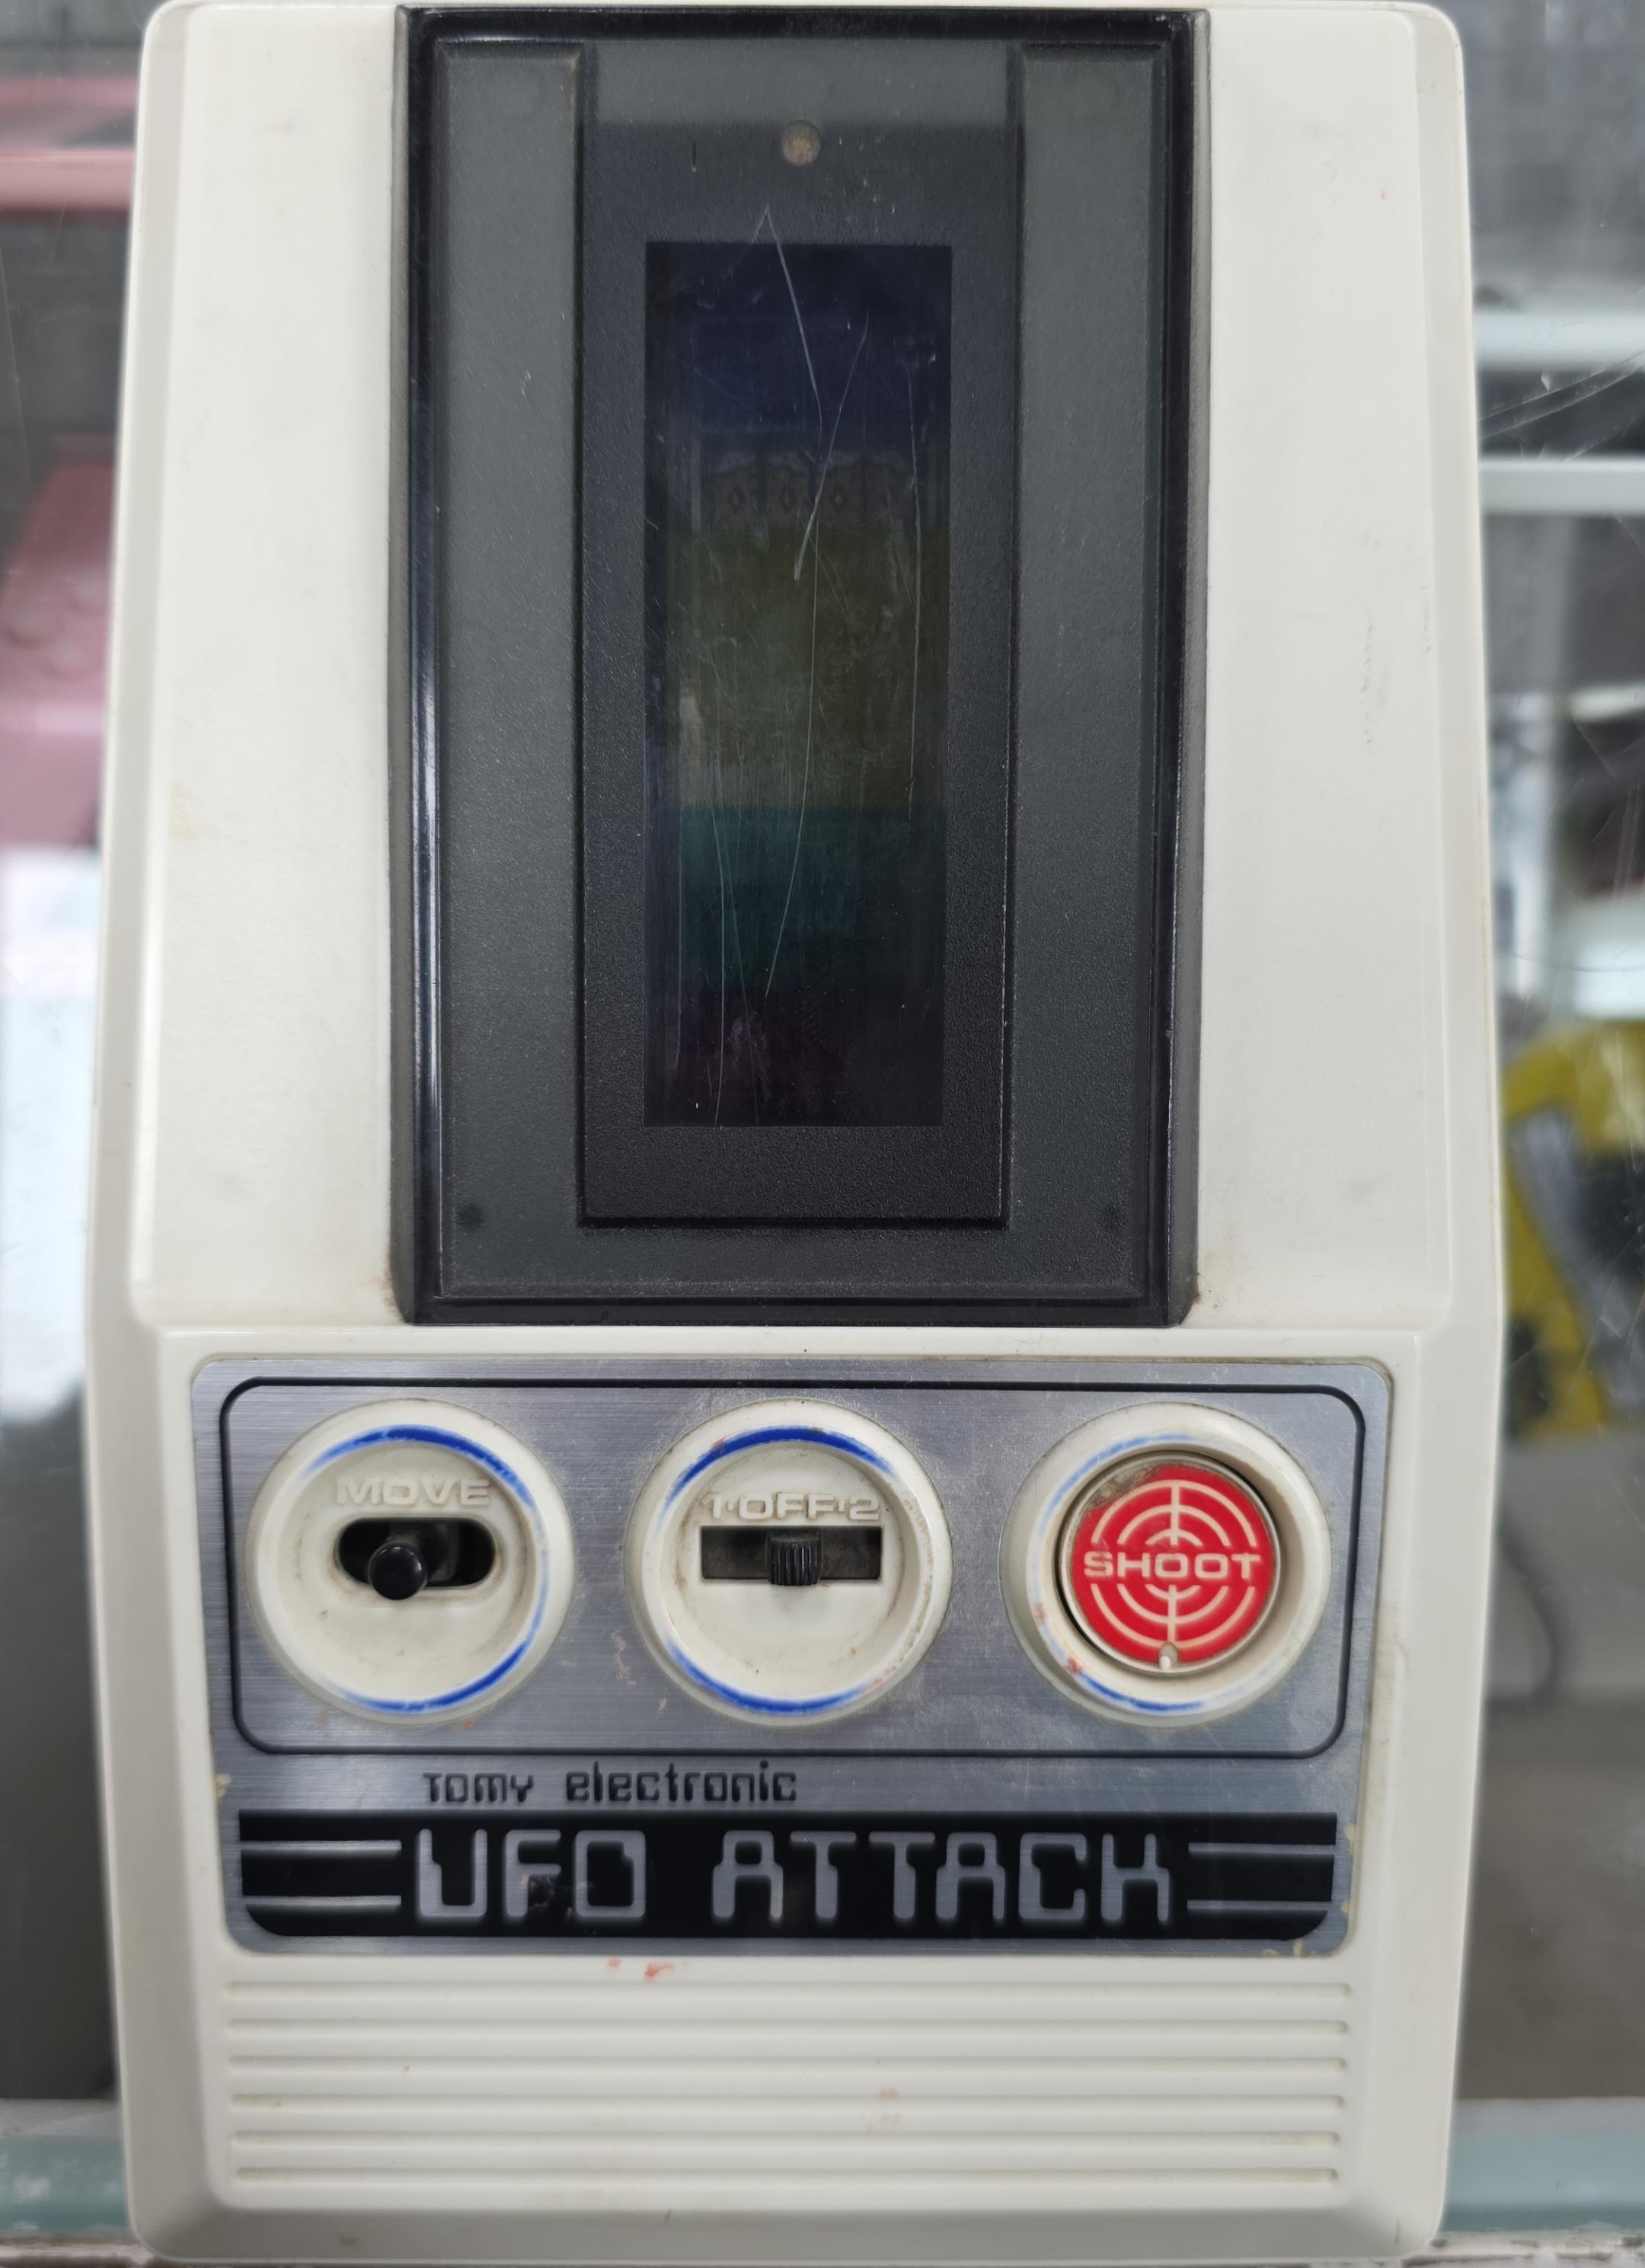 MOVE
1·OFF·2
SHOOT
TOMY electronic
UFO ATTACK